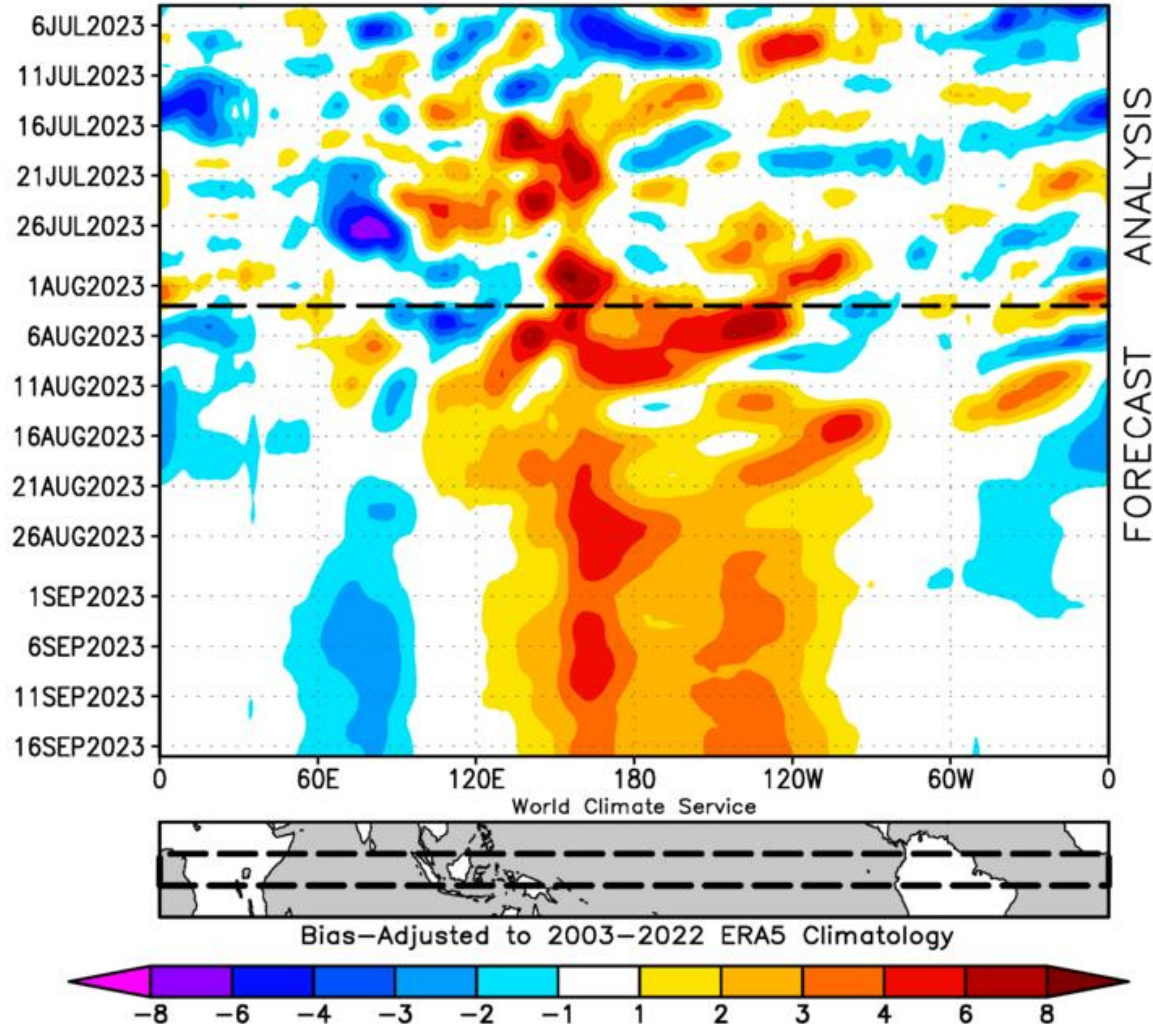 6JUL2023
11JUL2023
16JUL2023
21JUL2023
26JUL2023
1AUG2023
6AUG2023
11AUG2023
16AUG2023
21AUG2023
26AUG2023
1SEP2023
6SEP2023
11SEP2023
16SEP2023
ANALYSIS
FORECAST
0 60E 120E 180 120W 60W 0
World Climate Service
Bias-Adjusted to 2003-2022 ERA5 Climatology
-8 -6 -4 -3 -2 -1 1 2 3 4 6 8